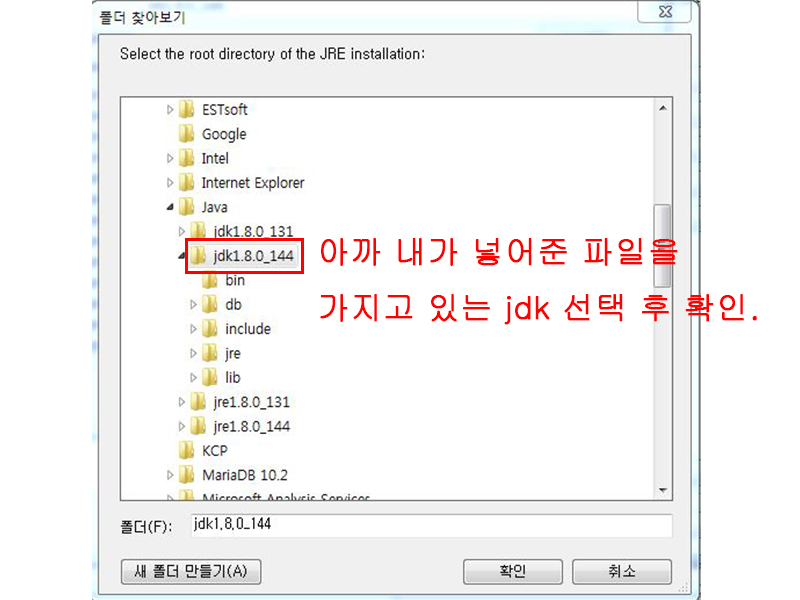 폴더 찾아보기
Select the root directory of the JRE installation:
ESTsoft
Google
Intel
Internet Explorer
Java
jdk1.8.0_131
jdk1.8.0_144
아까 내가 넣어준 파일을
bin
db
가지고 있는 jdk 선택 후 확인.
include
jre
lib
jre1.8.0_131
jre1.8.0_144
KCP
MariaDB 10.2
Microsoft Analysis Services
폴더(F): jdk1.8.0_144
새 폴더 만들기(A) 확인 취소